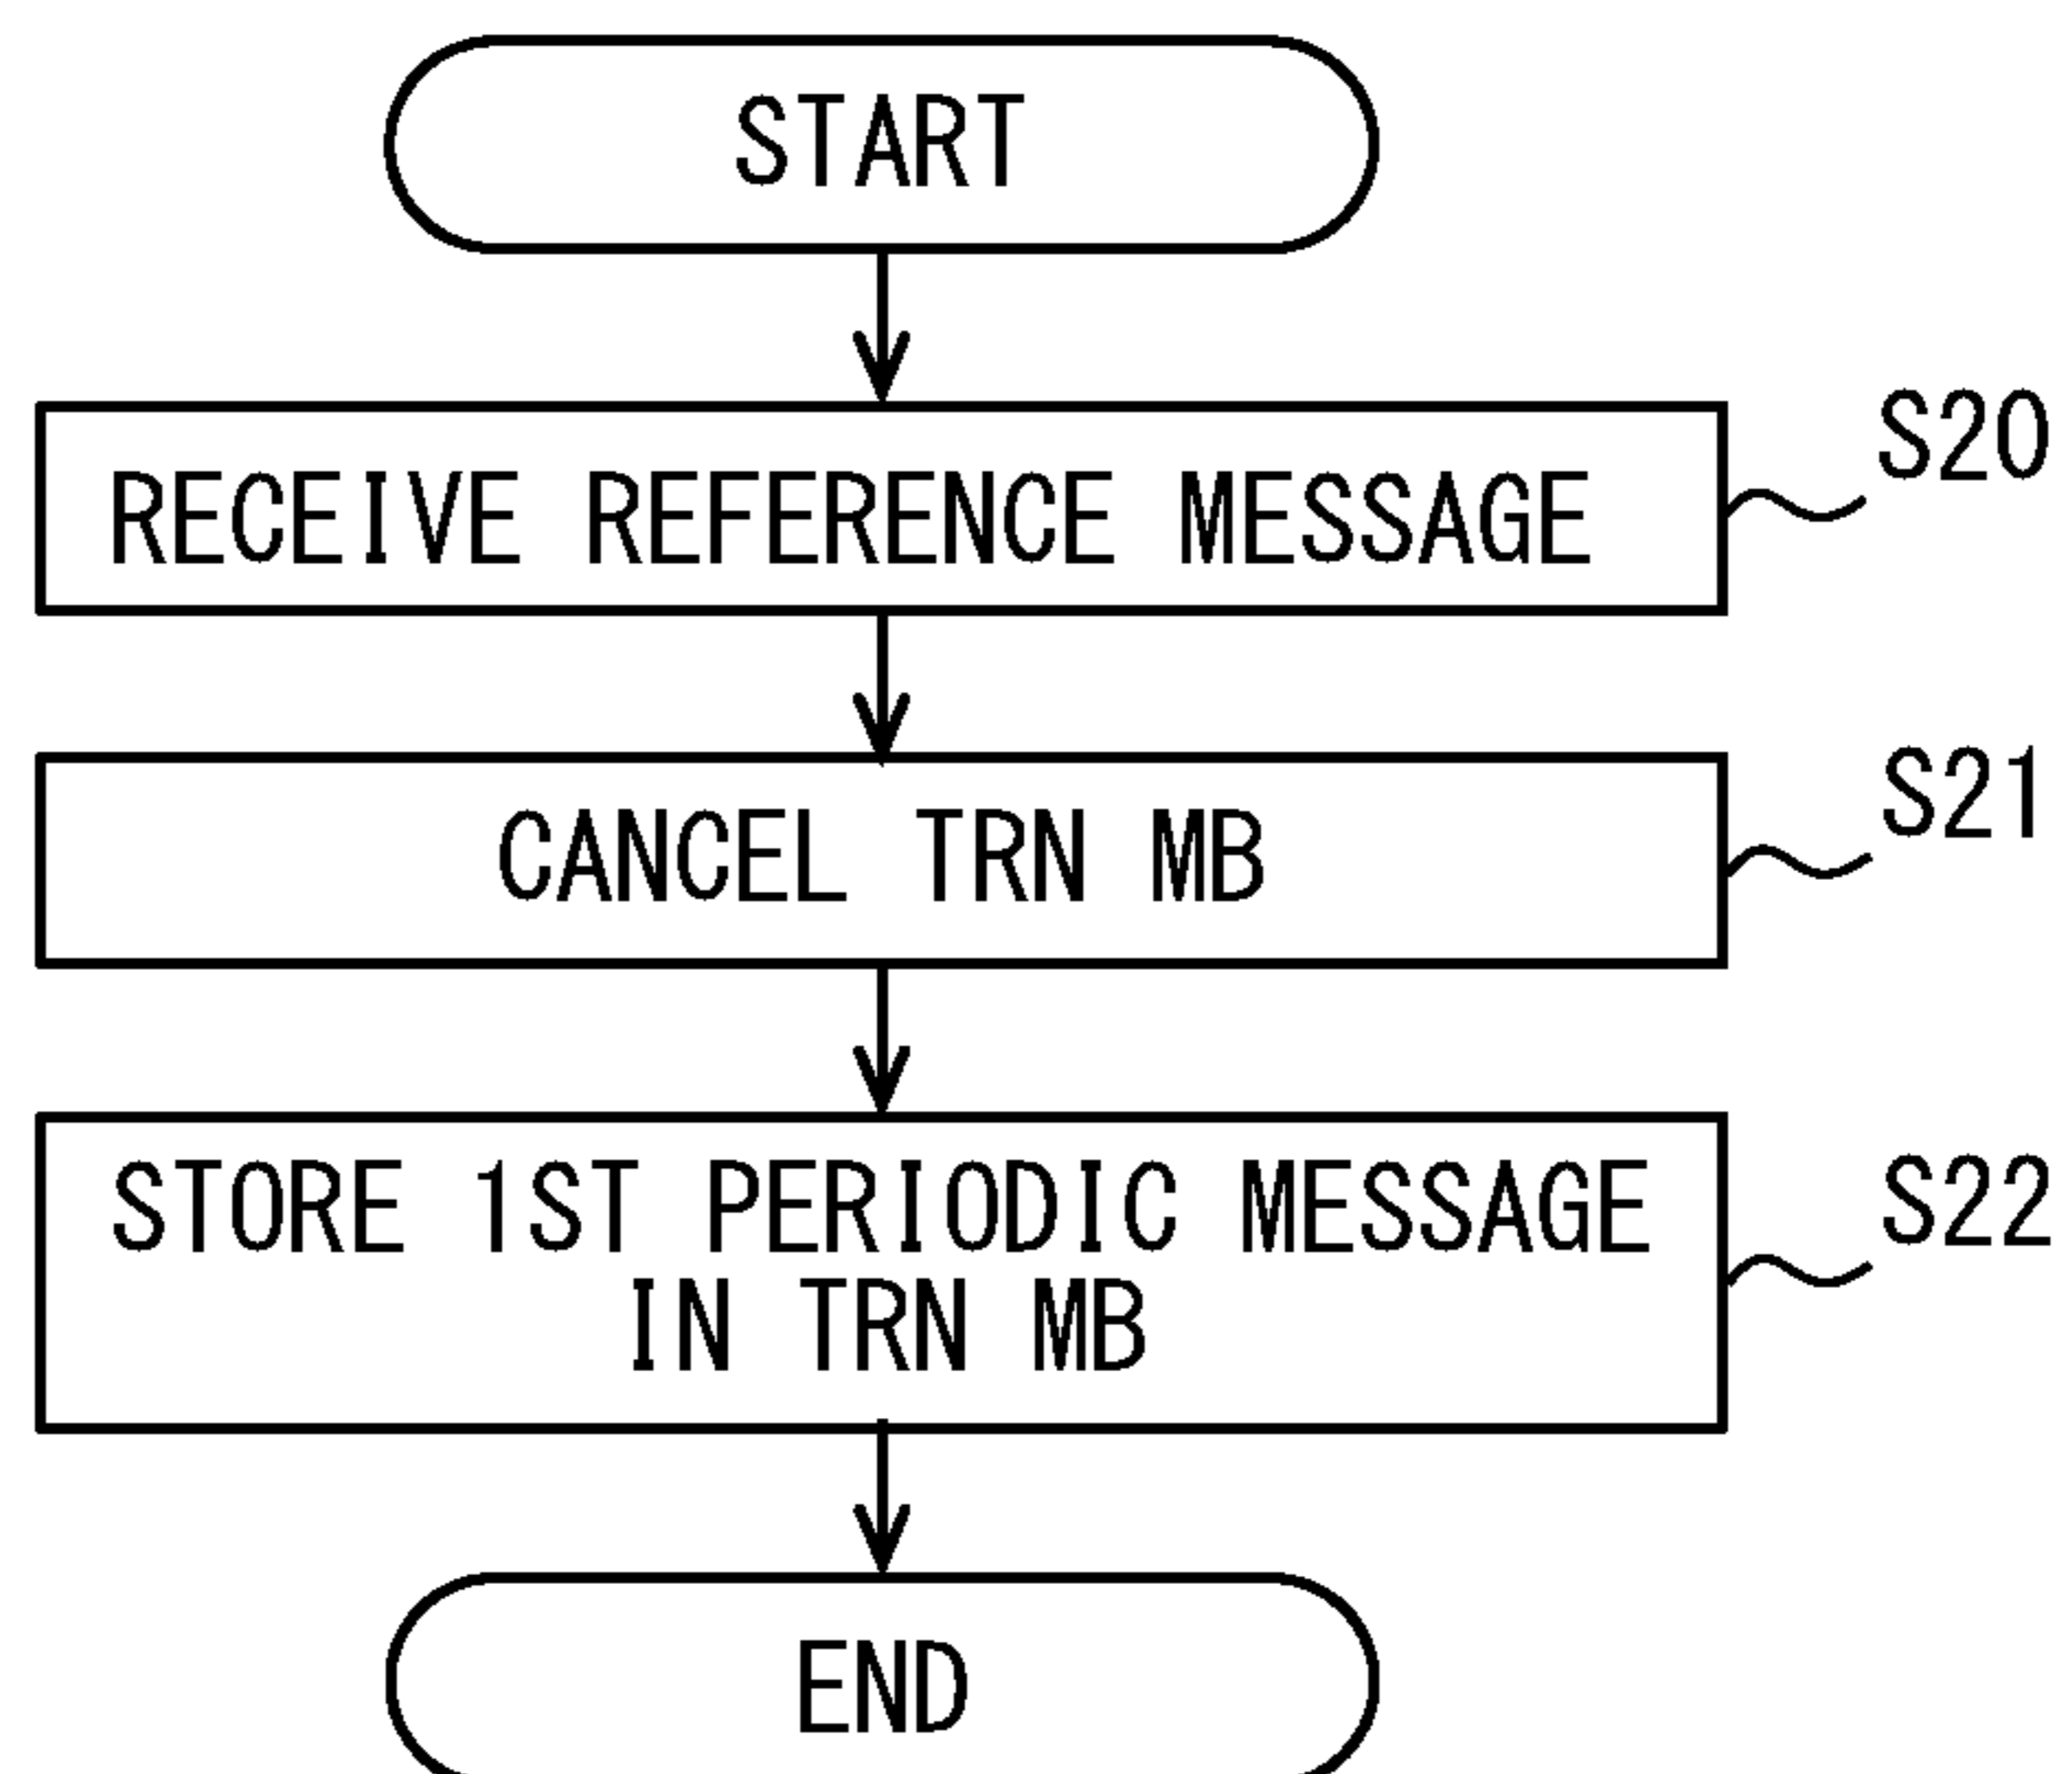 START
RECEIVE REFERENCE MESSAGE
S20
CANCEL TRN MB
S21
STORE 1ST PERIODIC MESSAGE
IN TRN MB
S22
END